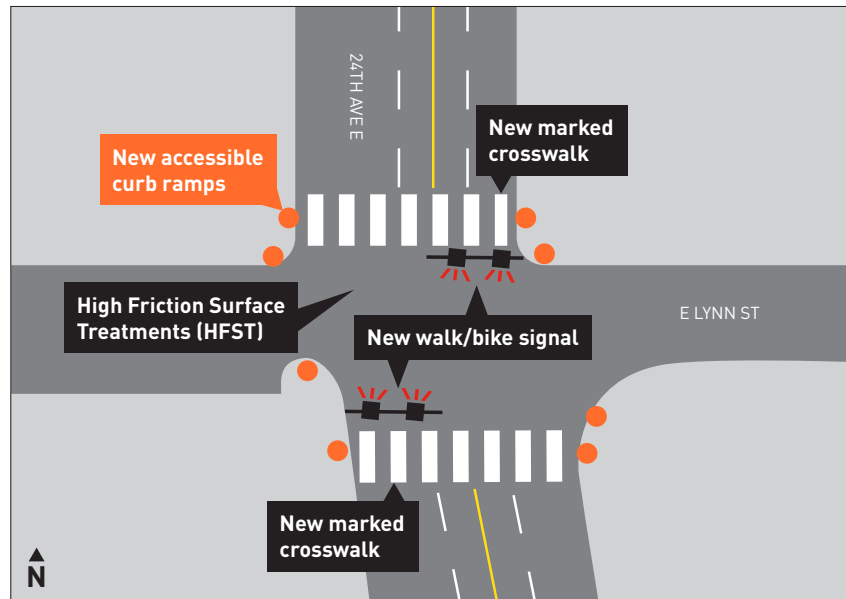 24TH AVE E
New marked
crosswalk
New accessible
curb ramps
High Friction Surface
Treatments (HFST)
E LYNN ST
New walk/bike signal
New marked
crosswalk
N